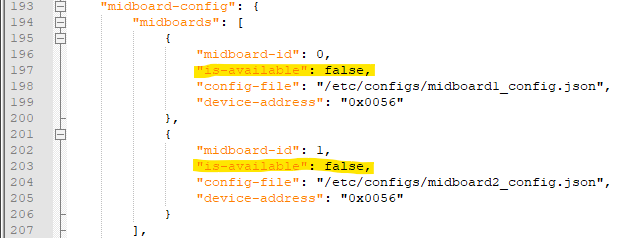 193 "midboard-config": {
194 "midboards": [
195 {
196 "midboard-id": 0,
197 "is-available": false,
198 "config-file": "/etc/configs/midboard1_config.json",
199 "device-address": "0x0056"
200 },
201 {
202 "midboard-id": 1,
203 "is-available": false,
204 "config-file": "/etc/configs/midboard2_config.json",
205 "device-address": "0x0056"
206 }
207 ],